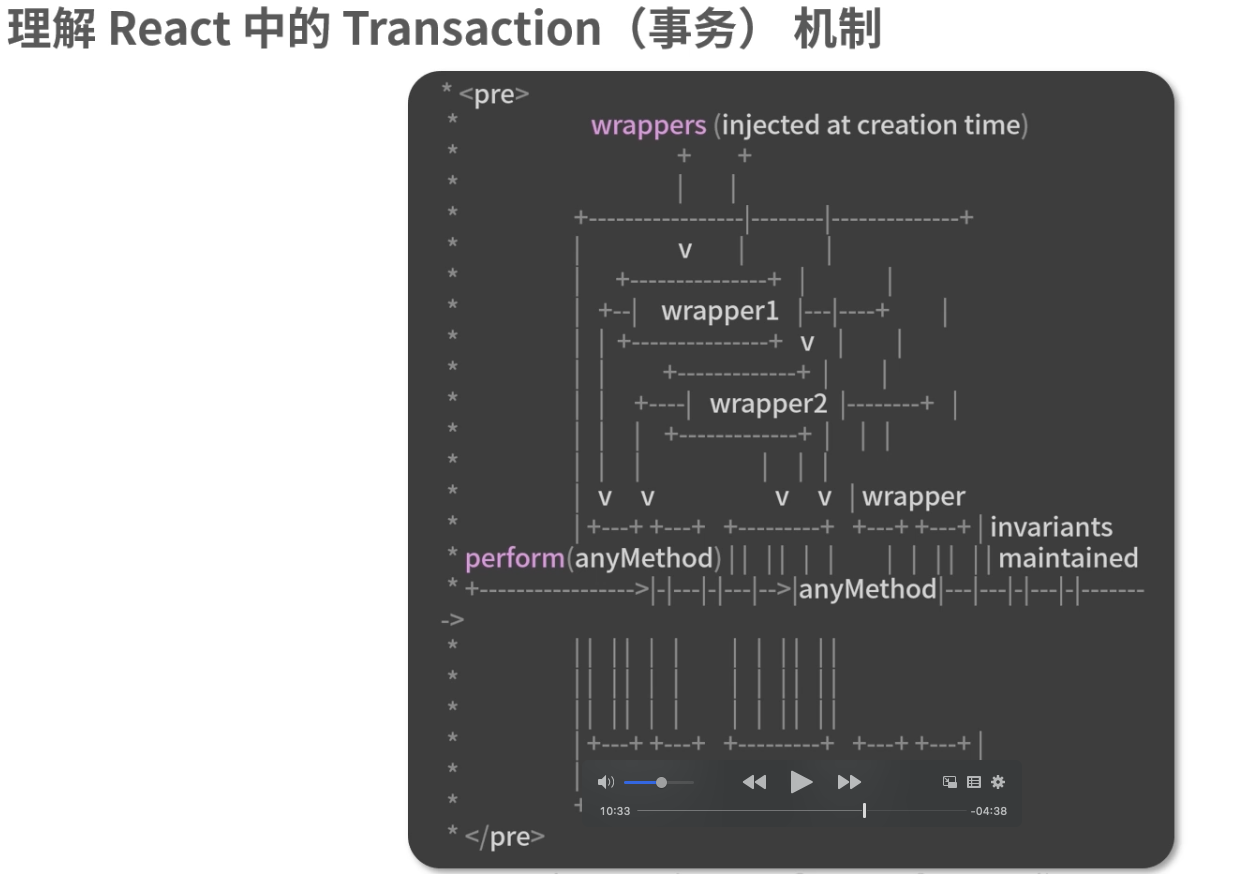 理解 React 中的 Transaction（事务） 机制
* <pre>
* wrappers (injected at creation time)
* + +
* | |
* +-----------------|--------|--------------+
* | v | |
* | +---------------+ | |
* | +--| wrapper1 |---|----+ |
* | | +---------------+ v | |
* | | +-------------+ | |
* | | +----| wrapper2 |--------+ |
* | | | +-------------+ | | |
* | | | | | |
* | v v v v | wrapper
* | +---+ +---+ +---------+ +---+ +---+ | invariants
* perform(anyMethod) | | | | | | | | | | | | maintained
* +----------------->|-|---|-|---|-->|anyMethod|---|---|-|---|-|-------
->
* | | | | | | | | | | | |
* | | | | | | | | | | | |
* | | | | | | | | | | | |
* | +---+ +---+ +---------+ +---+ +---+ |
* |
* +
* </pre>
10:33
-04:38